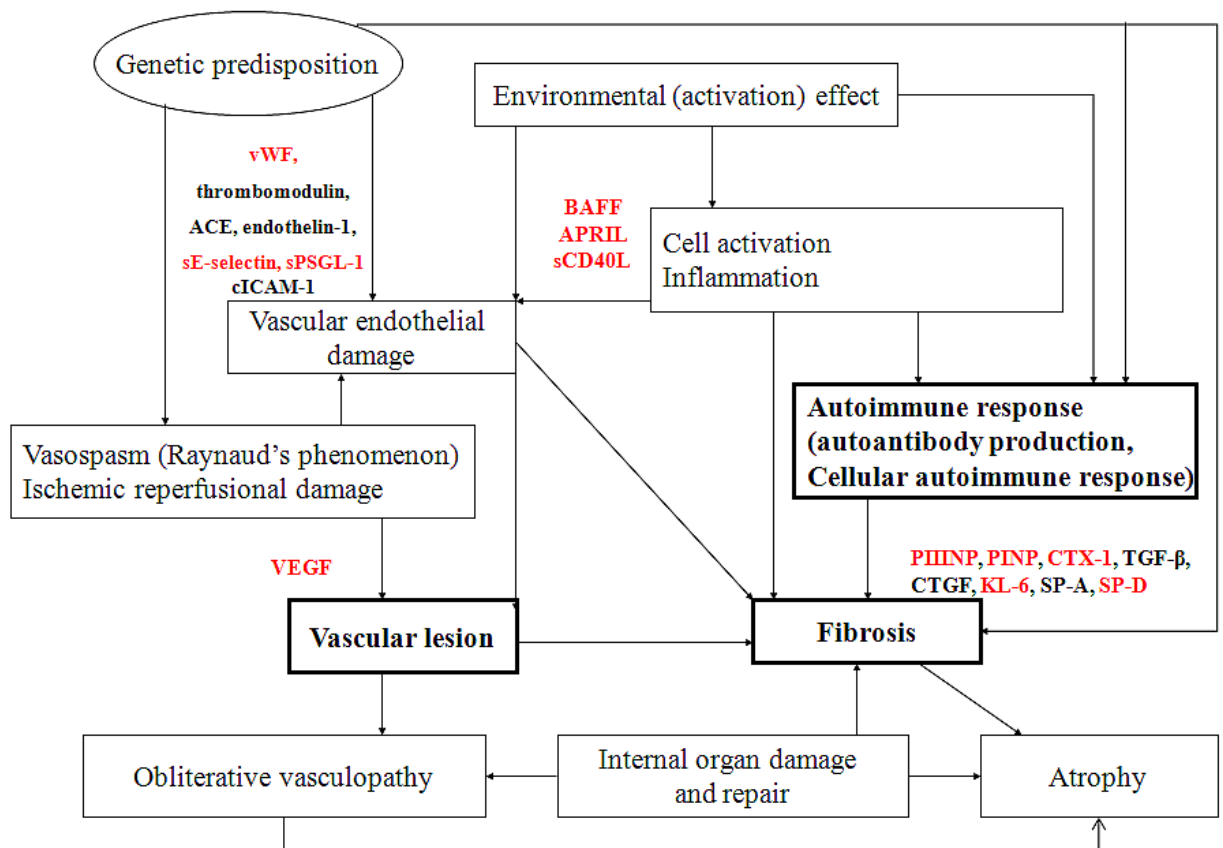 Genetic predisposition
Environmental (activation) effect
vWF,
thrombomodulin,
ACE, endothelin-1,
sE-selectin, sPSGL-1
cICAM-1
BAFF
APRIL
sCD40L
Cell activation
Inflammation
Vascular endothelial
damage
Autoimmune response
(autoantibody production,
Cellular autoimmune response)
Vasospasm (Raynaud’s phenomenon)
Ischemic reperfusional damage
VEGF
PIIINP, PINP, CTX-1, TGF-β,
CTGF, KL-6, SP-A, SP-D
Vascular lesion
Fibrosis
Obliterative vasculopathy
Internal organ damage
and repair
Atrophy